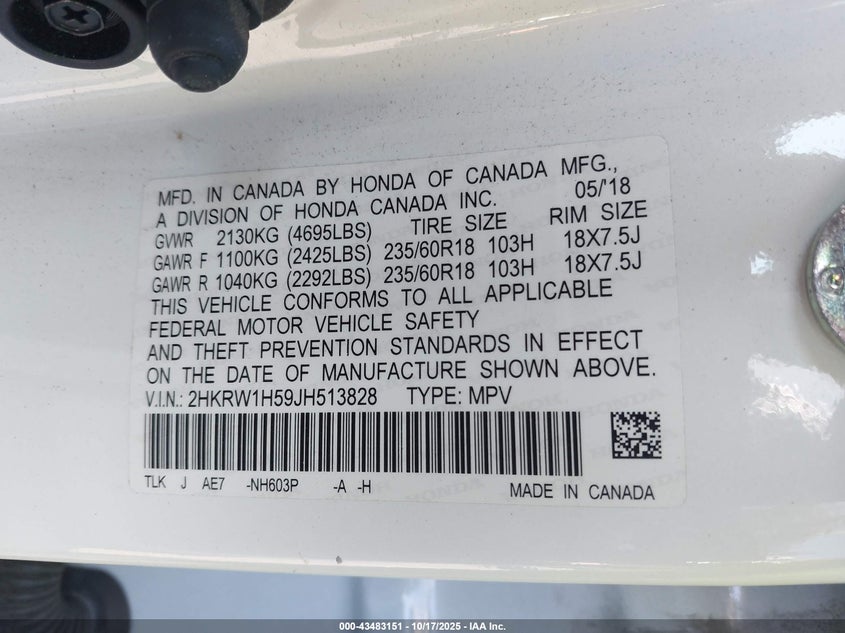 MFD. IN CANADA BY HONDA OF CANADA MFG.,
A DIVISION OF HONDA CANADA INC. 05/'18
GVWR 2130KG (4695LBS) TIRE SIZE RIM SIZE
GAWR F 1100KG (2425LBS) 235/60R18 103H 18X7.5J
GAWR R 1040KG (2292LBS) 235/60R18 103H 18X7.5J
THIS VEHICLE CONFORMS TO ALL APPLICABLE
FEDERAL MOTOR VEHICLE SAFETY
AND THEFT PREVENTION STANDARDS IN EFFECT
ON THE DATE OF MANUFACTURE SHOWN ABOVE.
V.I.N.: 2HKRW1H59JH513828 TYPE: MPV
TLK J AE7 -NH603P -A -H MADE IN CANADA
000-43483151 - 10/17/2025 - IAA Inc.